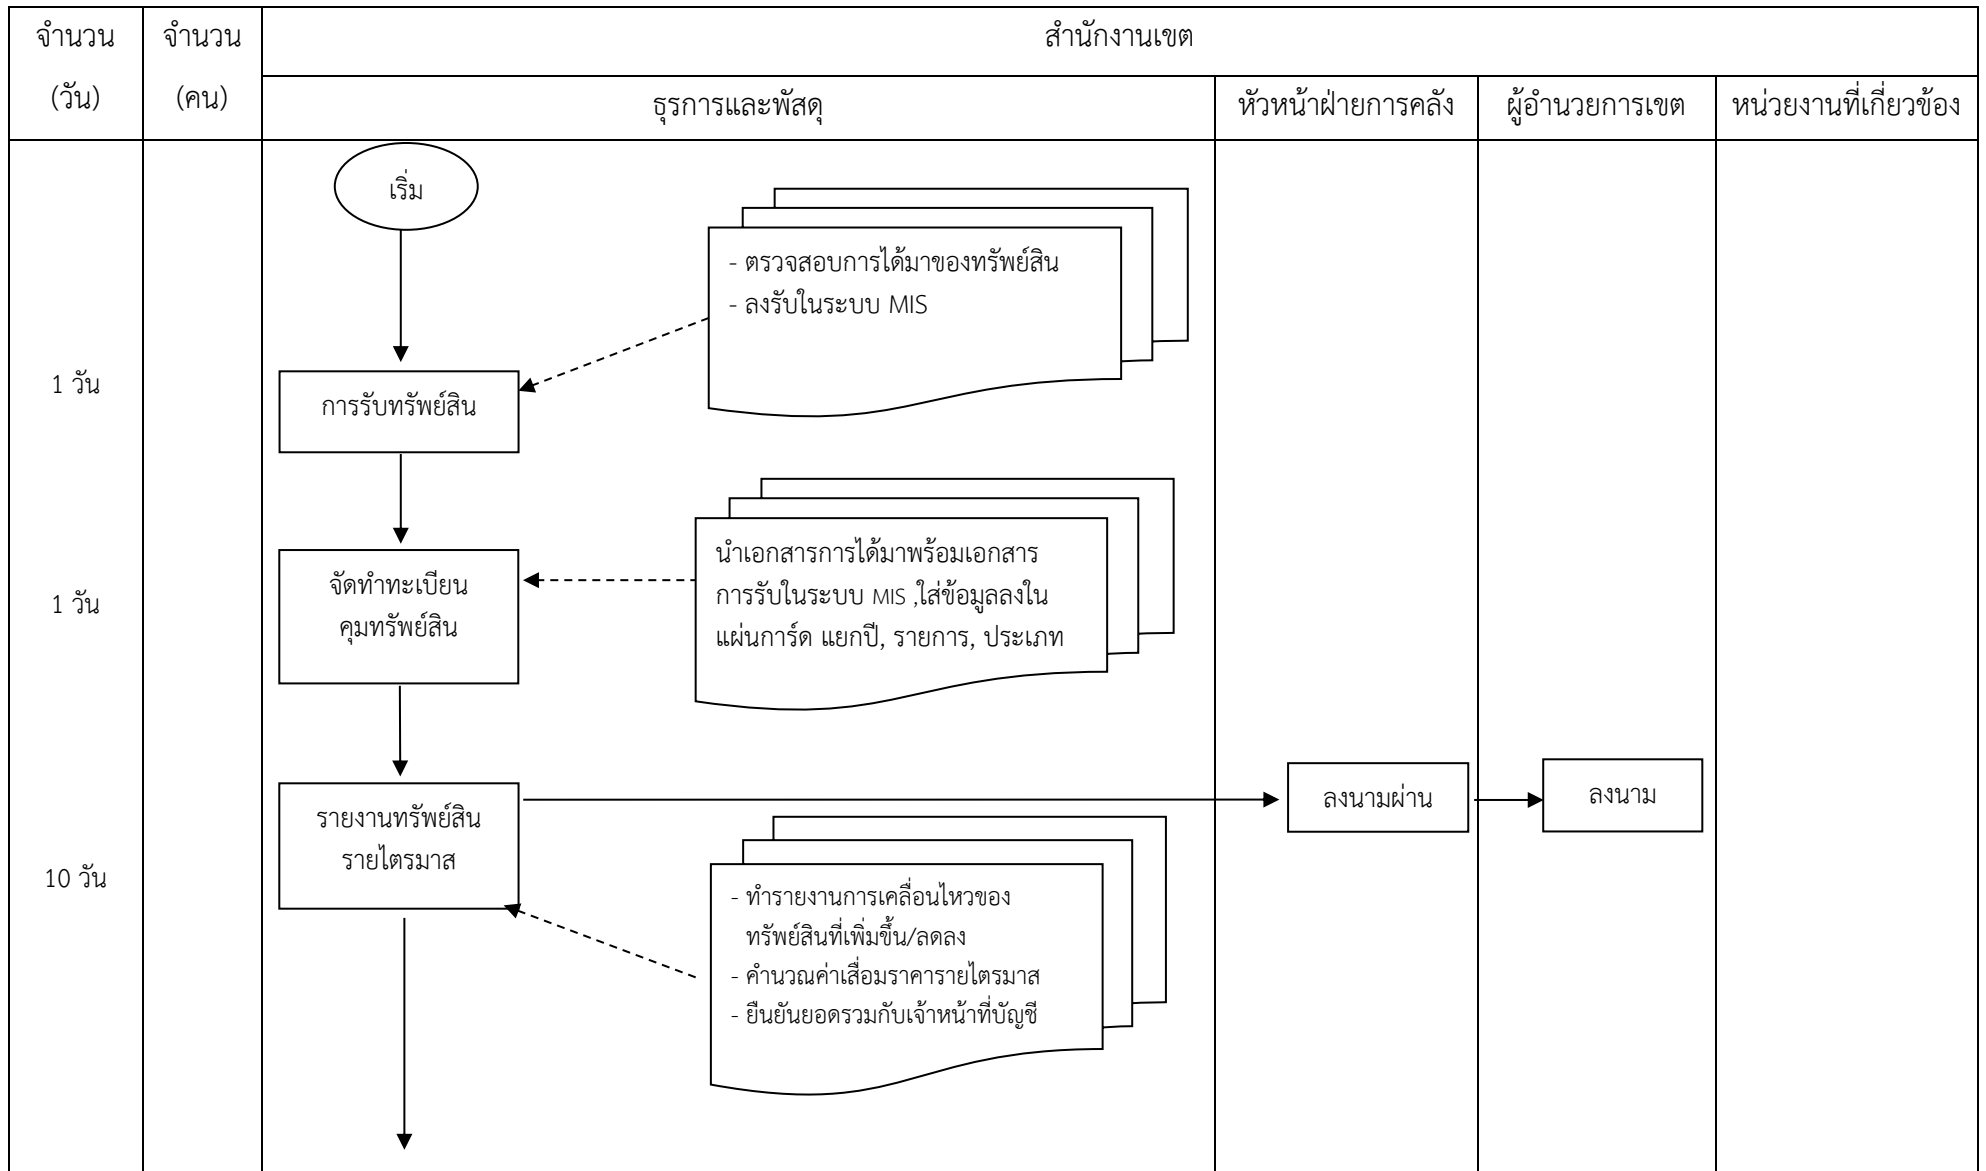 จำนวน
(วัน)
จำนวน
(คน)
สำนักงานเขต
ธุรการและพัสดุ
หัวหน้าฝ่ายการคลัง
ผู้อำนวยการเขต
หน่วยงานที่เกี่ยวข้อง
เริ่ม
- ตรวจสอบการได้มาของทรัพย์สิน
- ลงรับในระบบ MIS
1 วัน
การรับทรัพย์สิน
นำเอกสารการได้มาพร้อมเอกสาร
การรับในระบบ MIS ,ใส่ข้อมูลลงใน
แผ่นการ์ด แยกปี, รายการ, ประเภท
1 วัน
จัดทำทะเบียน
คุมทรัพย์สิน
รายงานทรัพย์สิน
รายไตรมาส
ลงนามผ่าน
ลงนาม
10 วัน
- ทำรายงานการเคลื่อนไหวของ
ทรัพย์สินที่เพิ่มขึ้น/ลดลง
- คำนวณค่าเสื่อมราคารายไตรมาส
- ยืนยันยอดรวมกับเจ้าหน้าที่บัญชี